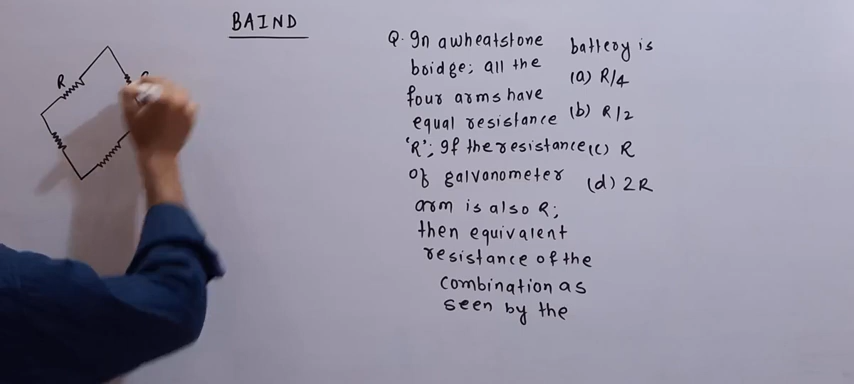 BAIND
Q. In a wheatstone
bridge; all the
four arms have
equal resistance
'R'; If the resistance
of galvanometer
arm is also R;
then equivalent
resistance of the
combination as
seen by the
battery is
(a) R/4
(b) R/2
(c) R
(d) 2R
R